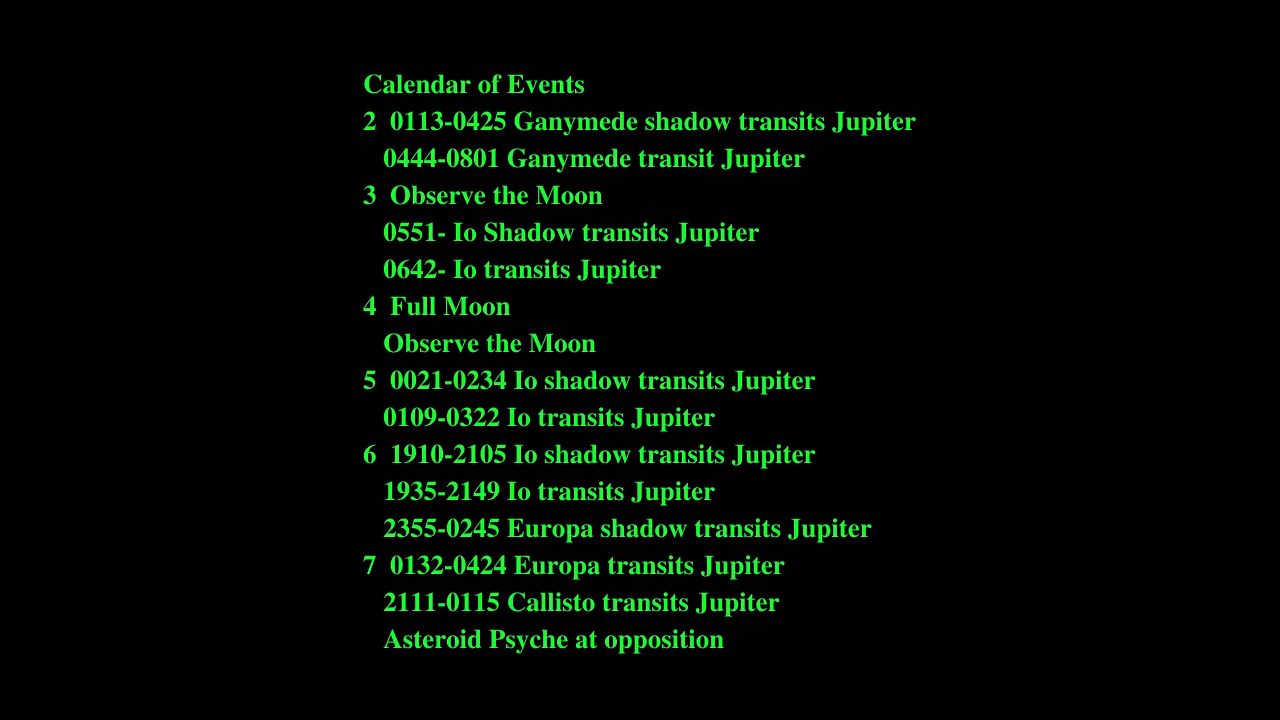 Calendar of Events
2  0113-0425 Ganymede shadow transits Jupiter
0444-0801 Ganymede transit Jupiter
3  Observe the Moon
0551- Io Shadow transits Jupiter
0642- Io transits Jupiter
4  Full Moon
Observe the Moon
5  0021-0234 Io shadow transits Jupiter
0109-0322 Io transits Jupiter
6  1910-2105 Io shadow transits Jupiter
1935-2149 Io transits Jupiter
2355-0245 Europa shadow transits Jupiter
7  0132-0424 Europa transits Jupiter
2111-0115 Callisto transits Jupiter
Asteroid Psyche at opposition